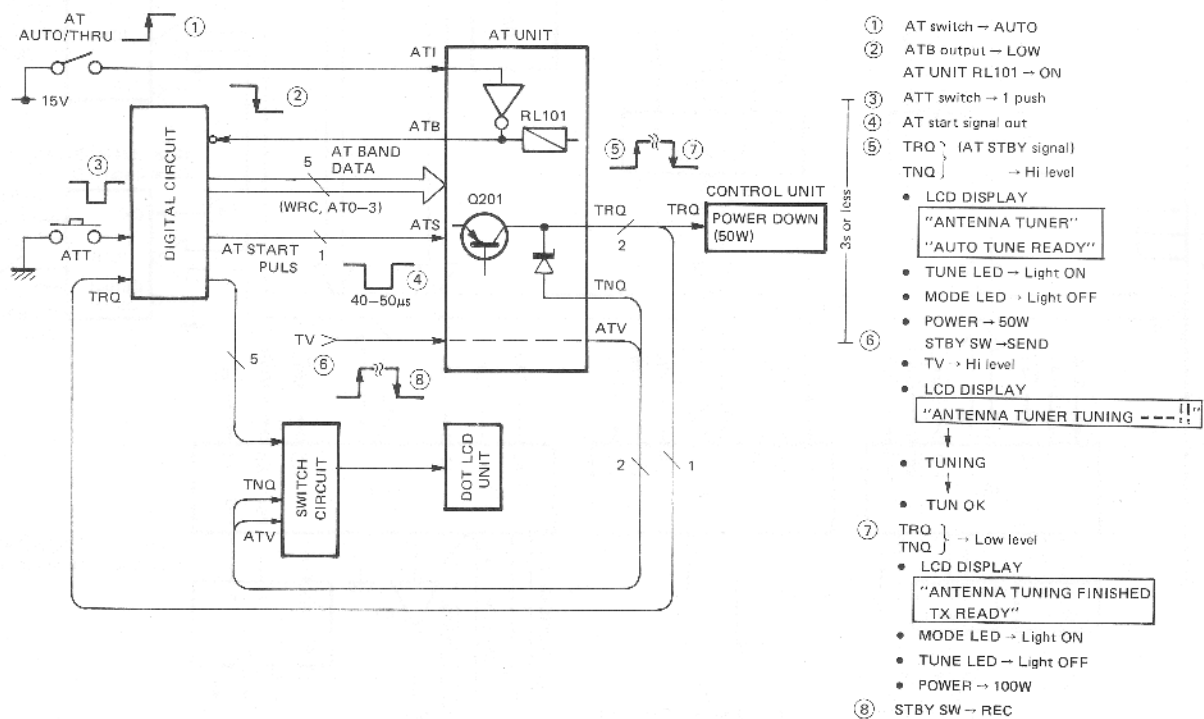 AT
AUTO/THRU
①
15V
ATI
AT UNIT
②
ATB
RL101
③
DIGITAL CIRCUIT
5
AT BAND
DATA
(WRC, AT0–3)
⑤
⑦
Q201
ATT
AT START
PULS
1
ATS
TRQ
2
TRQ
CONTROL UNIT
POWER DOWN
(50W)
TRQ
④
40–50μs
TNQ
TV
ATV
⑥
⑧
5
TNQ
ATV
SWITCH
CIRCUIT
DOT LCD
UNIT
2
1
① AT switch → AUTO
② ATB output → LOW
AT UNIT RL101 → ON
③ ATT switch → 1 push
④ AT start signal out
⑤ TRQ } (AT STBY signal)
TNQ → Hi level
3s or less
• LCD DISPLAY
"ANTENNA TUNER"
"AUTO TUNE READY"
• TUNE LED → Light ON
• MODE LED → Light OFF
• POWER → 50W
⑥ STBY SW → SEND
• TV → Hi level
• LCD DISPLAY
"ANTENNA TUNER TUNING –––!!"
• TUNING
• TUN OK
⑦ TRQ } → Low level
TNQ
• LCD DISPLAY
"ANTENNA TUNING FINISHED
TX READY"
• MODE LED → Light ON
• TUNE LED → Light OFF
• POWER → 100W
⑧ STBY SW → REC